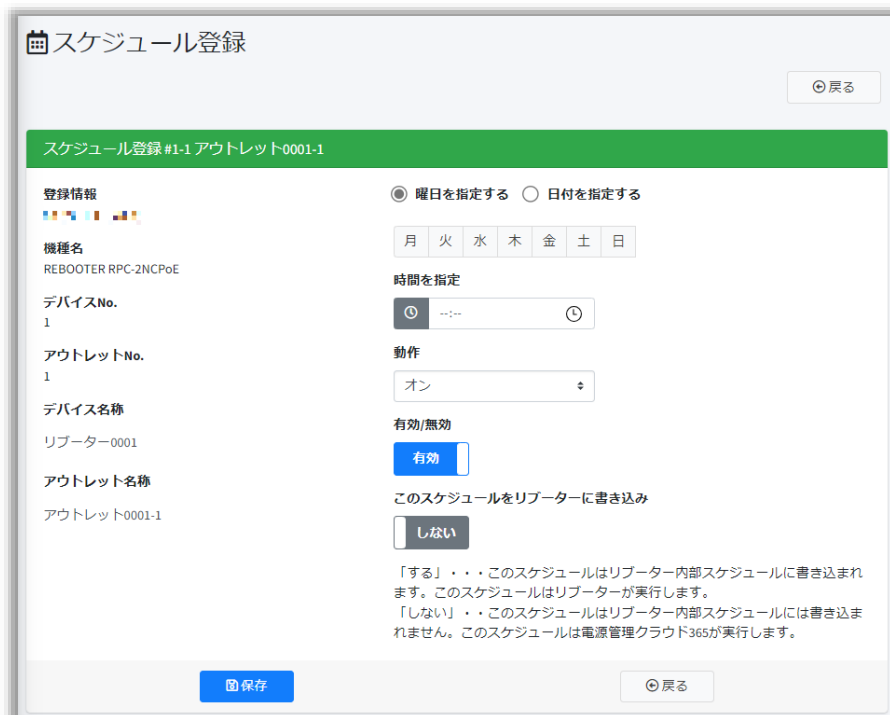 スケジュール登録
戻る
スケジュール登録 #1-1 アウトレット0001-1
登録情報
機種名
REBOOTER RPC-2NCPoE
デバイスNo.
1
アウトレットNo.
1
デバイス名称
リブーター0001
アウトレット名称
アウトレット0001-1
曜日を指定する 日付を指定する
月 火 水 木 金 土 日
時間を指定
--:--
動作
オン
有効/無効
有効
このスケジュールをリブーターに書き込み
しない
「する」・・・このスケジュールはリブーター内部スケジュールに書き込まれ
ます。このスケジュールはリブーターが実行します。
「しない」・・このスケジュールはリブーター内部スケジュールには書き込ま
れません。このスケジュールは電源管理クラウド365が実行します。
保存
戻る